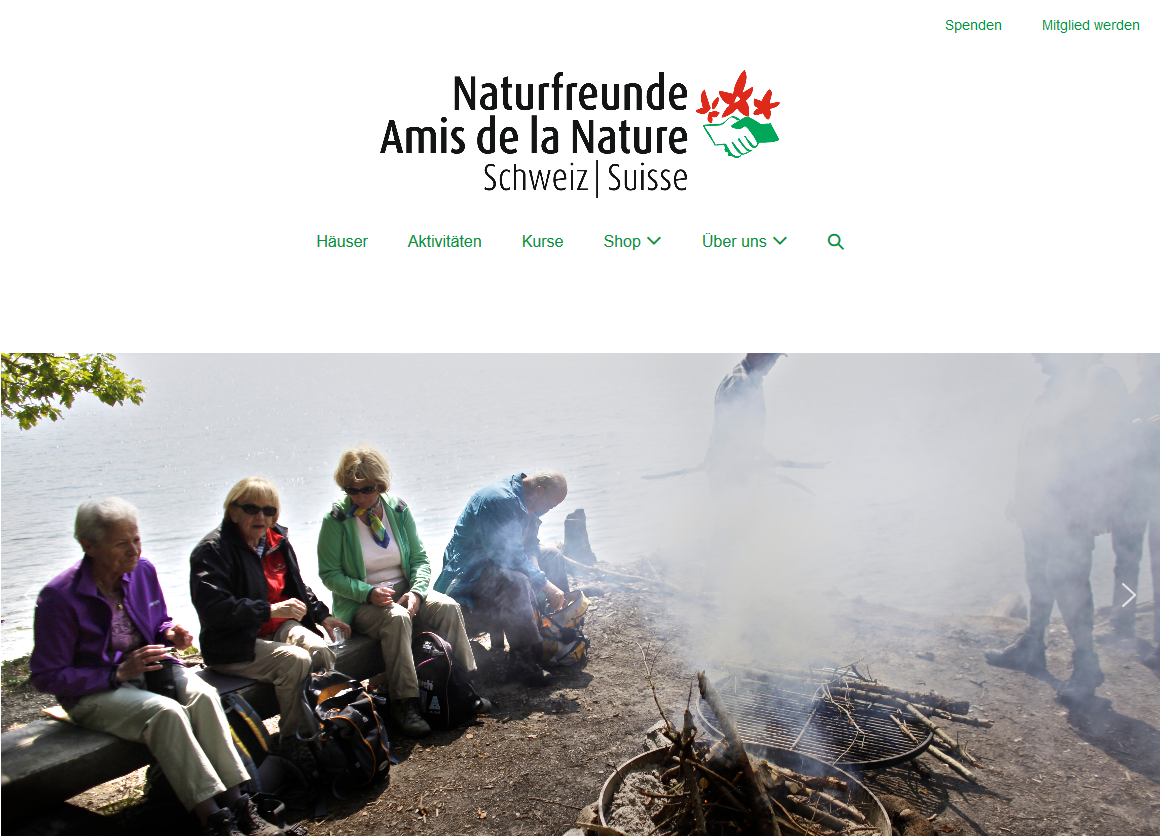 Spenden Mitglied werden
Naturfreunde
Amis de la Nature
Schweiz | Suisse
Häuser Aktivitäten Kurse Shop Über uns